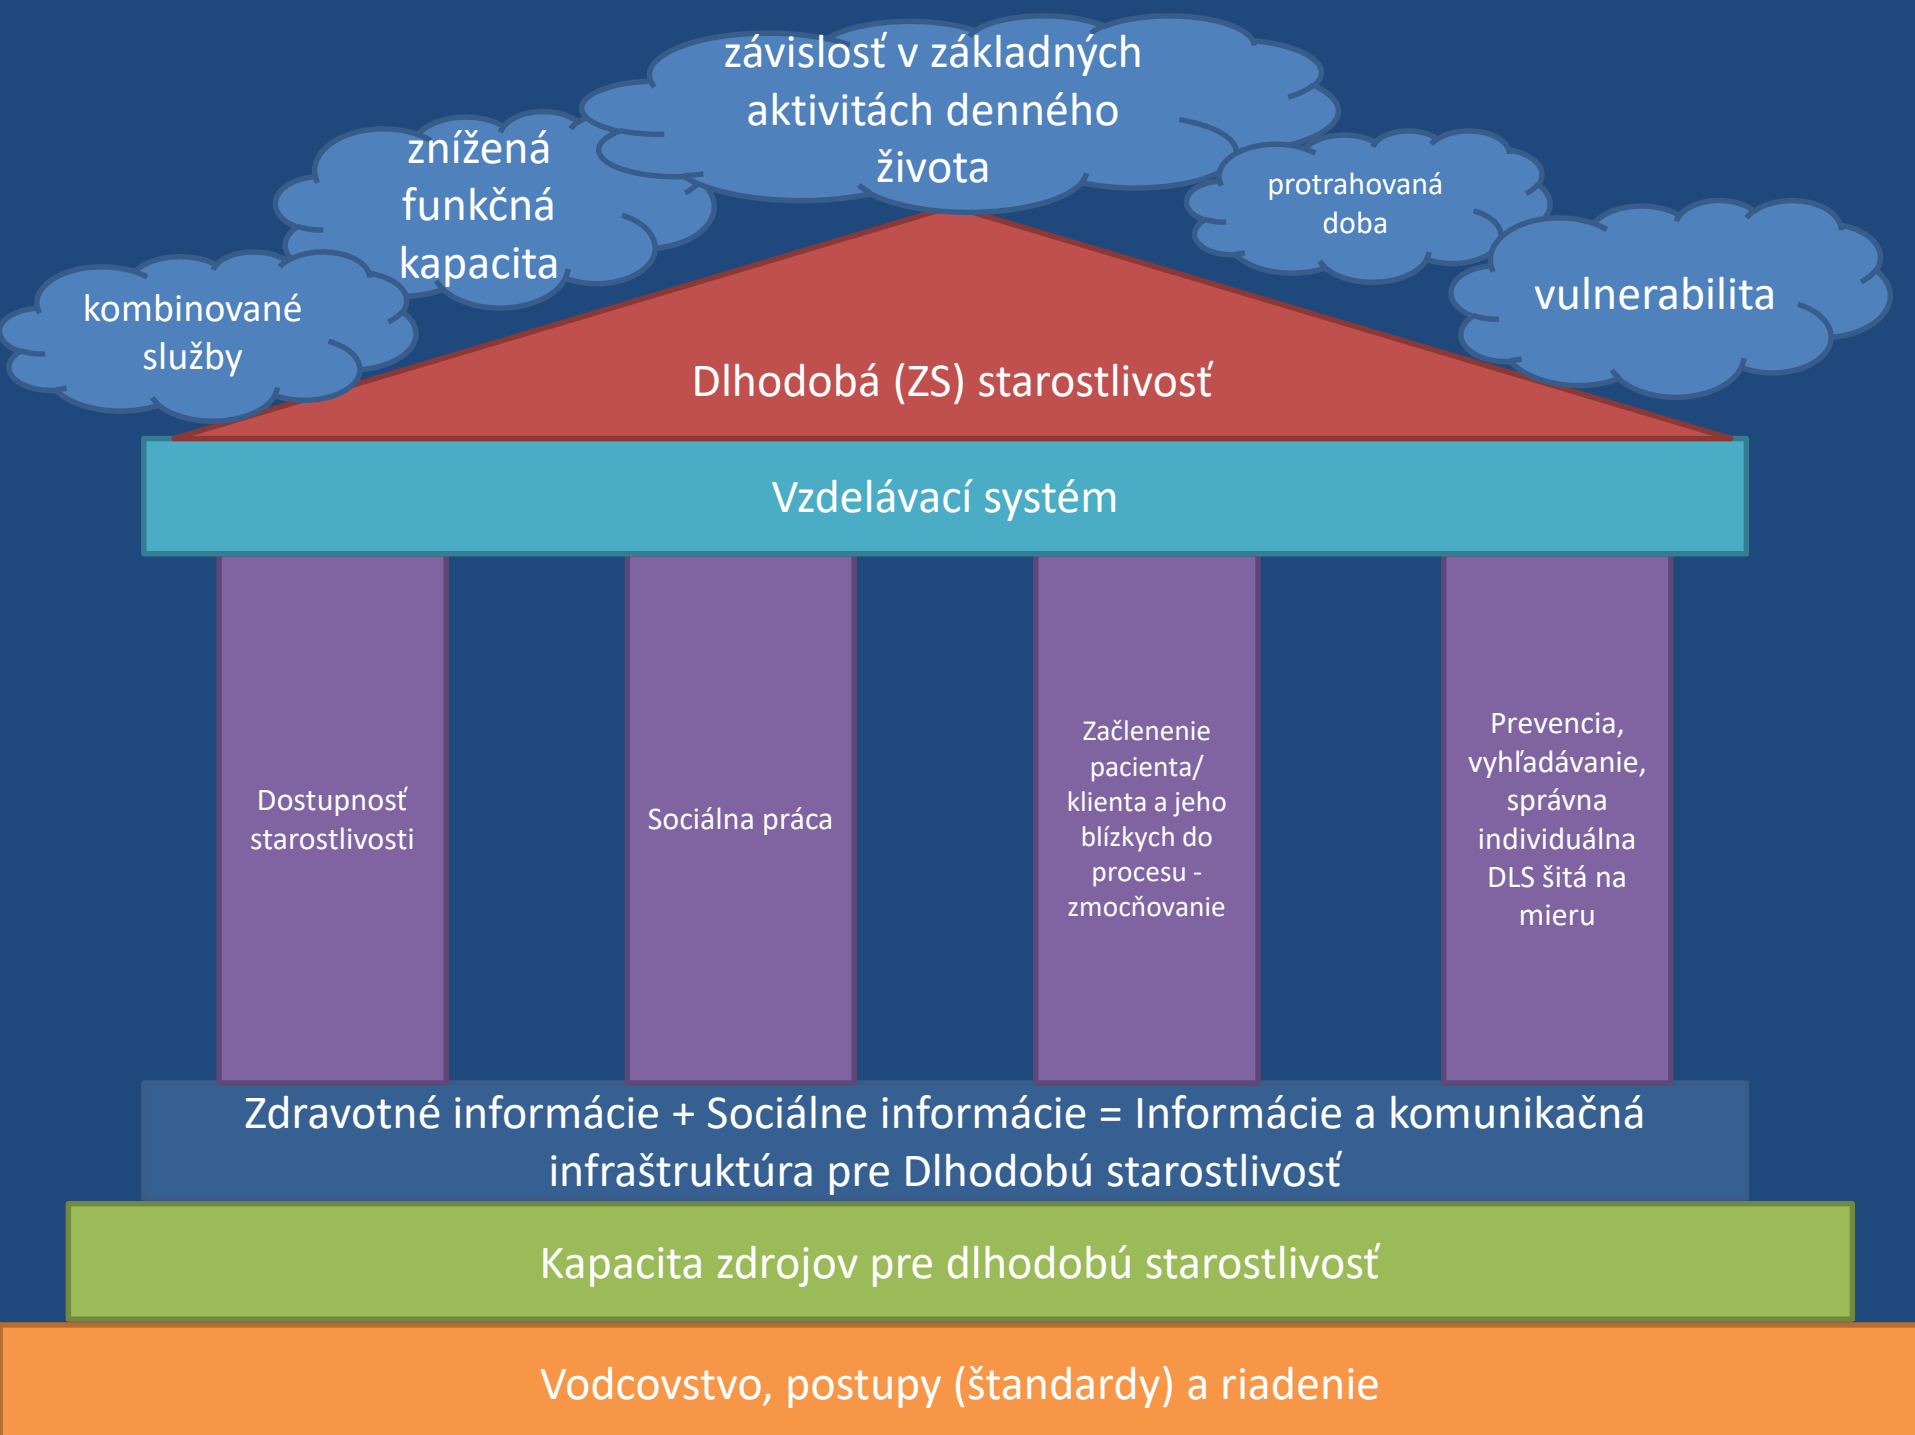 závislosť v základných
aktivitách denného
života
znížená
funkčná
kapacita
protrahovaná
doba
kombinované
služby
vulnerabilita
Dlhodobá (ZS) starostlivosť
Vzdelávací systém
Dostupnosť
starostlivosti
Sociálna práca
Začlenenie
pacienta/
klienta a jeho
blízkych do
procesu -
zmocňovanie
Prevencia,
vyhľadávanie,
správna
individuálna
DLS šitá na
mieru
Zdravotné informácie + Sociálne informácie = Informácie a komunikačná
infraštruktúra pre Dlhodobú starostlivosť
Kapacita zdrojov pre dlhodobú starostlivosť
Vodcovstvo, postupy (štandardy) a riadenie